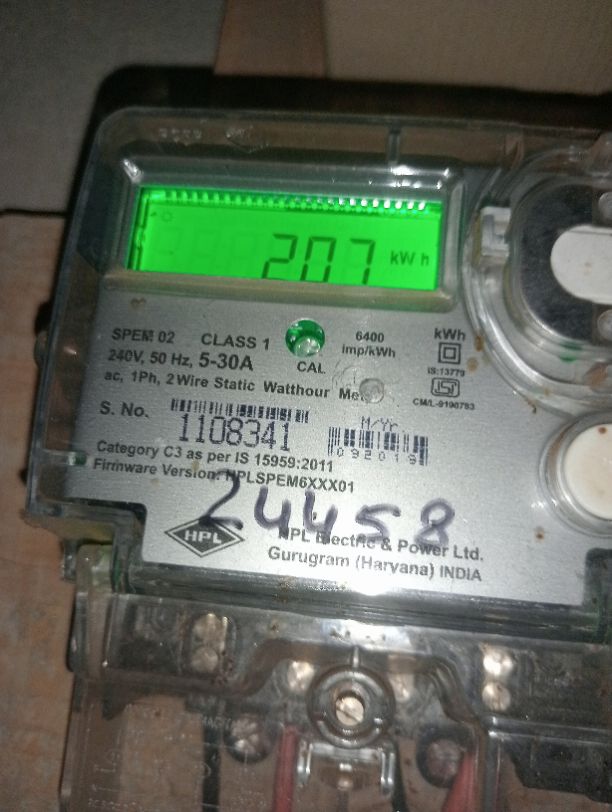 207 kWh
SPEM 02 CLASS 1
6400 imp/kWh
kWh
240V, 50 Hz, 5-30A
CAL
IS:13779
ac, 1Ph, 2Wire Static Watthour
CM/L-9190793
S. No. 1108341
M/Yr
092019
Category C3 as per IS 15959:2011
Firmware Version: HPLSPEM6XXX01
24458
HPL
HPL Electric & Power Ltd.
Gurugram (Haryana) INDIA